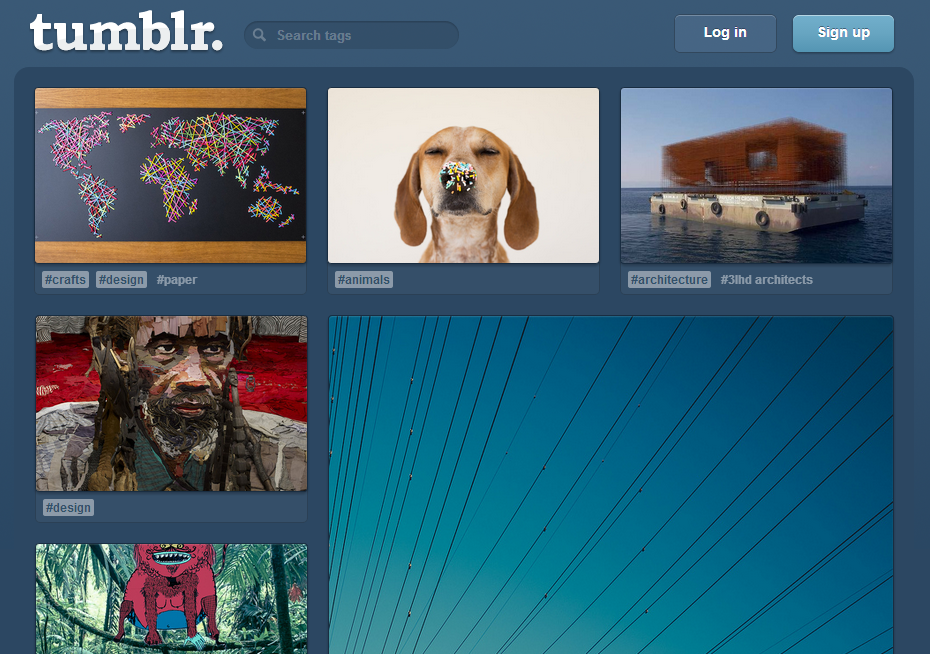 tumblr.
Search tags
Log in
Sign up
#crafts #design #paper
#animals
#architecture #3lhd architects
#design